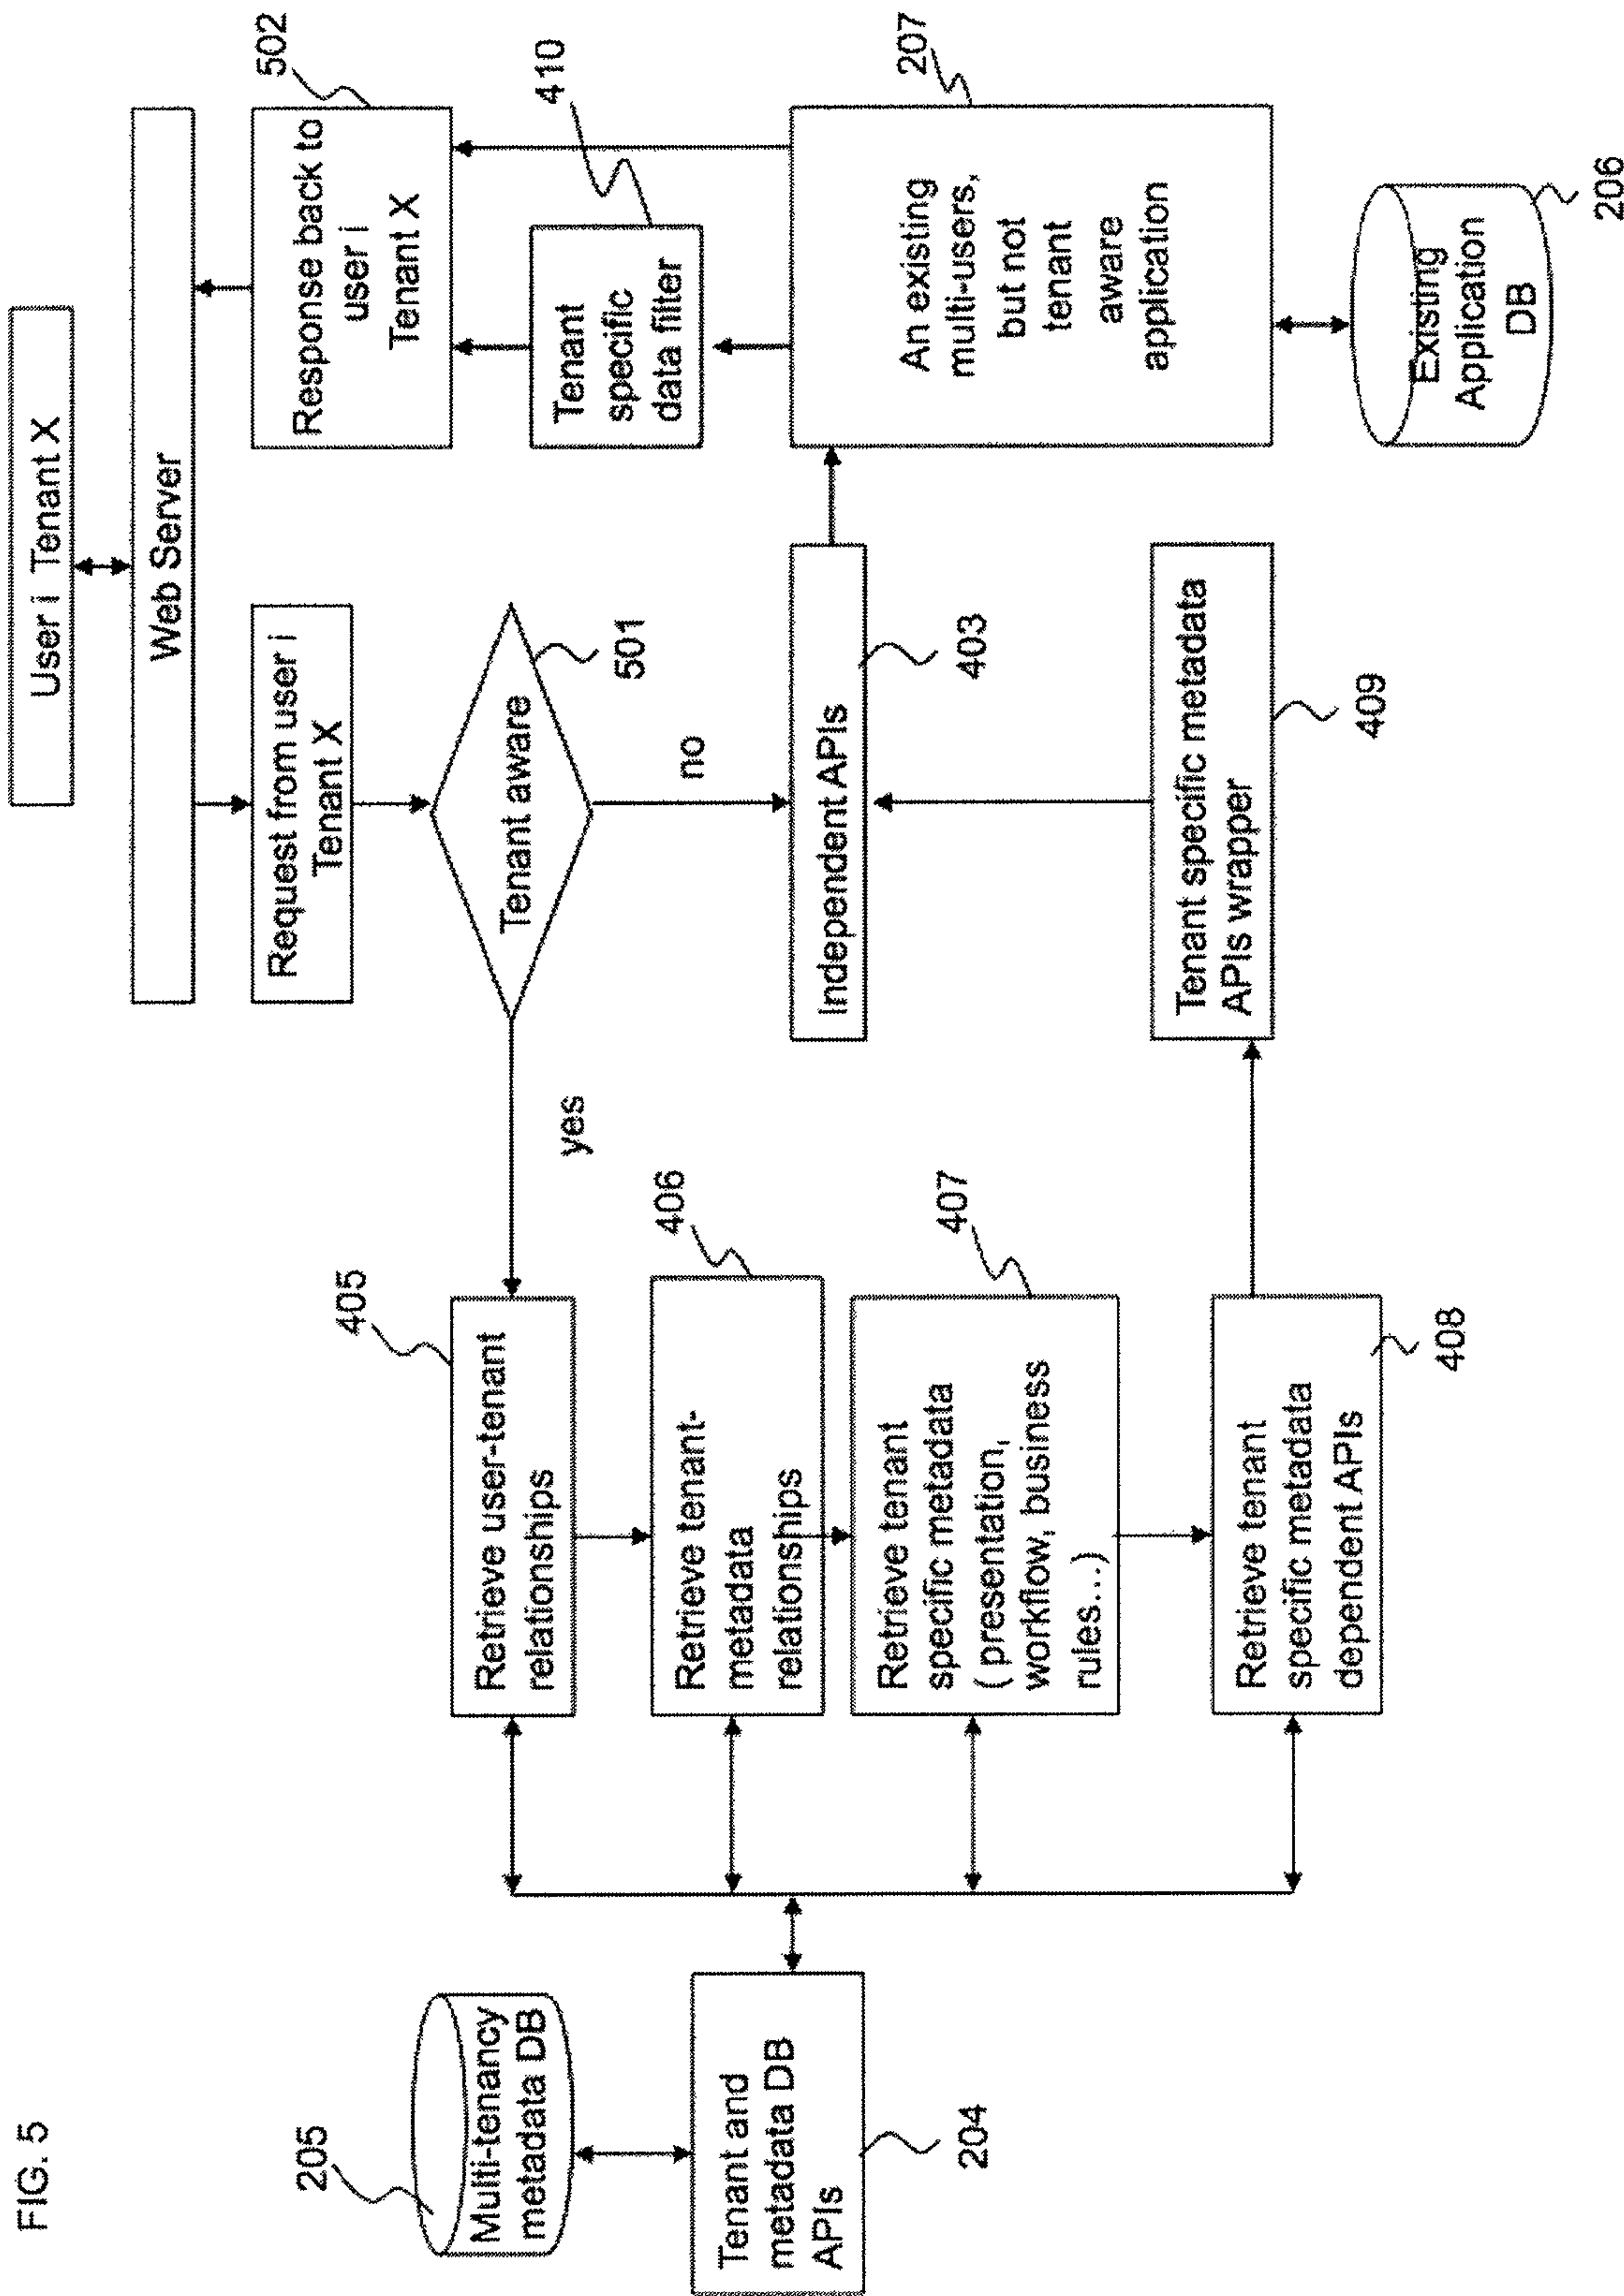 FIG. 5
User i Tenant X
Web Server
Request from user i
Tenant X
Response back to
user i
Tenant X
502
Tenant aware
501
yes
no
Tenant
specific
data filter
410
205
Multi-tenancy
metadata DB
Tenant and
metadata DB
APIs
204
405
Retrieve user-tenant
relationships
406
Retrieve tenant-
metadata
relationships
407
Retrieve tenant
specific metadata
( presentation,
workflow, business
rules...)
Retrieve tenant
specific metadata
dependent APIs
408
Independent APIs
403
Tenant specific metadata
APIs wrapper
409
207
An existing
multi-users,
but not
tenant
aware
application
Existing
Application
DB
206